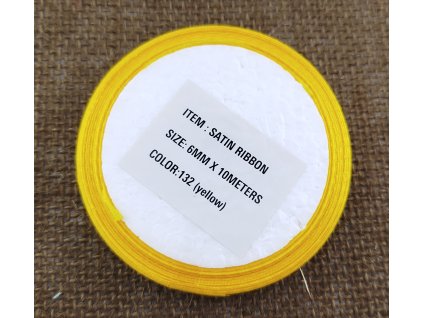 ITEM : SATIN RIBBON
SIZE: 6MM X 10METERS
COLOR:132 (yellow)